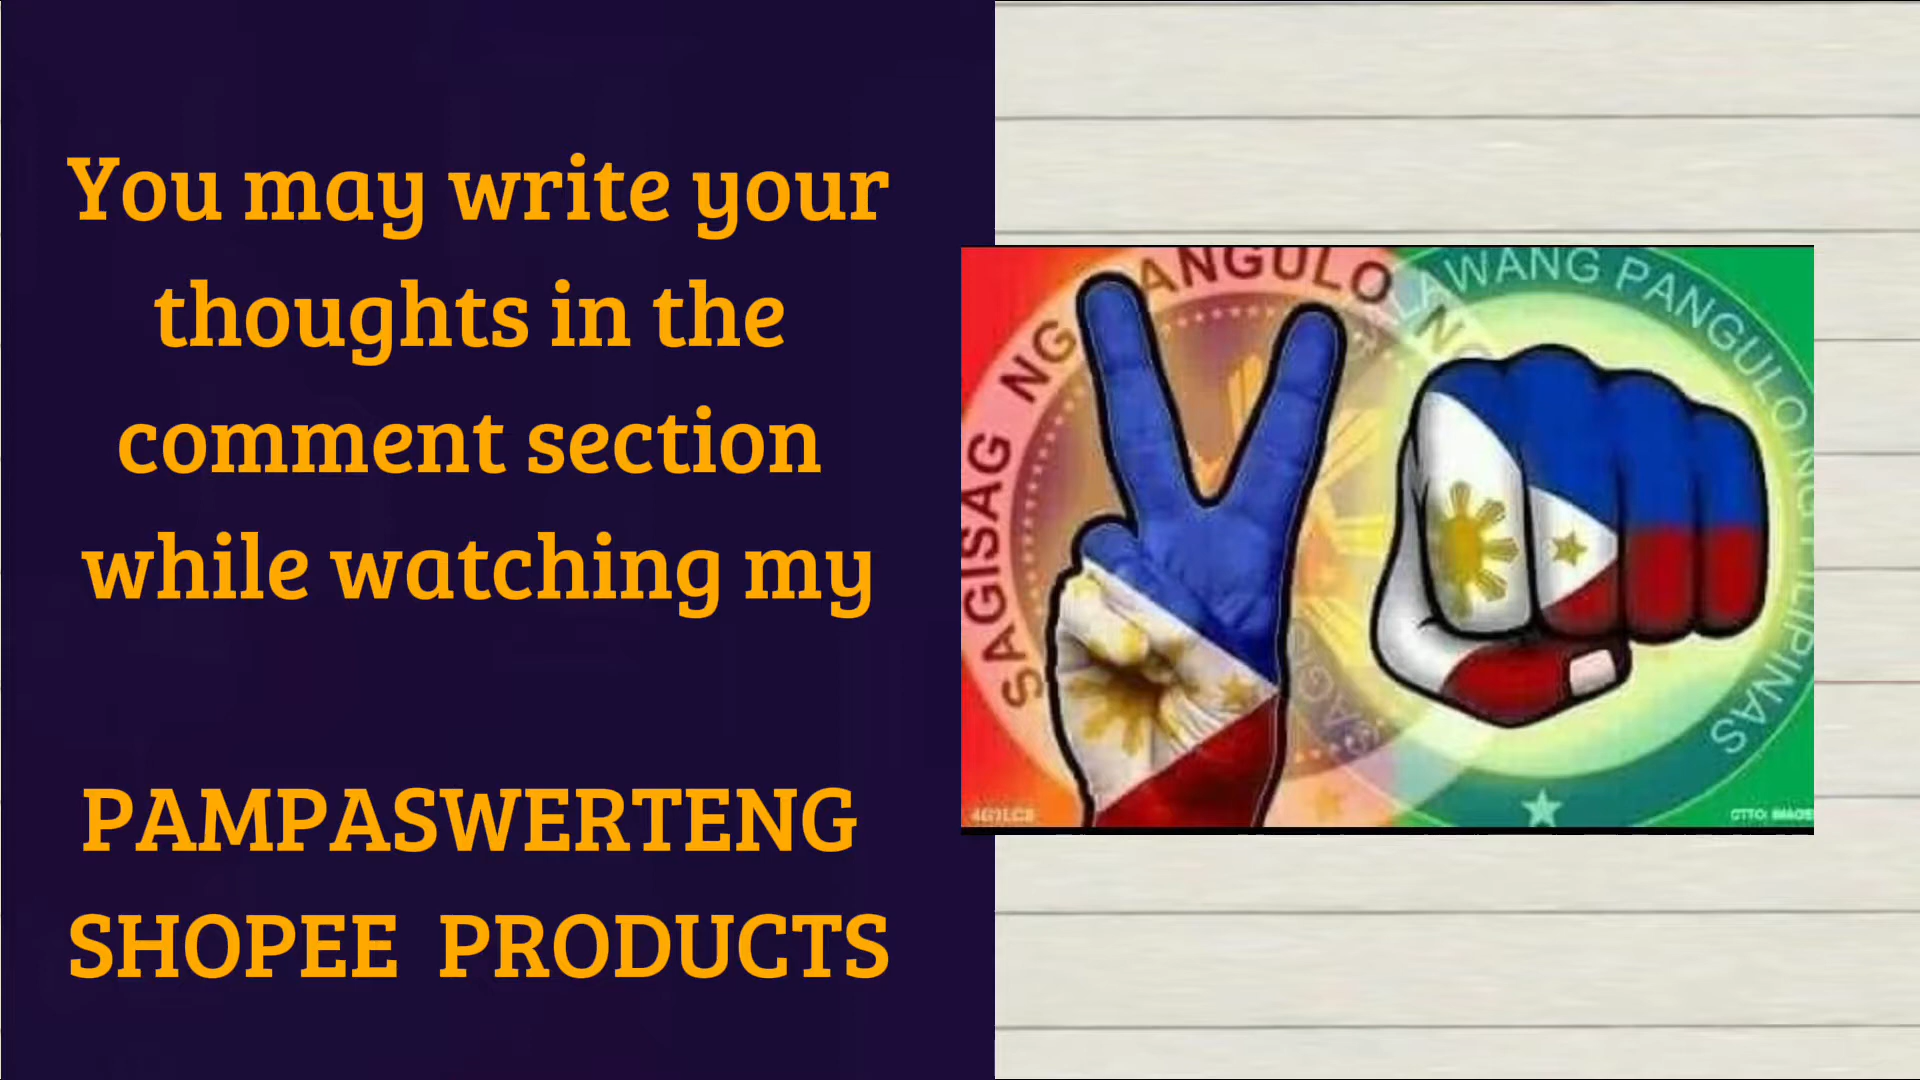 You may write your
thoughts in the
comment section
while watching my
PAMPASWERTENG
SHOPEE PRODUCTS
SAGISAG NG PANGULO NG
PANGULO NG PILIPINAS